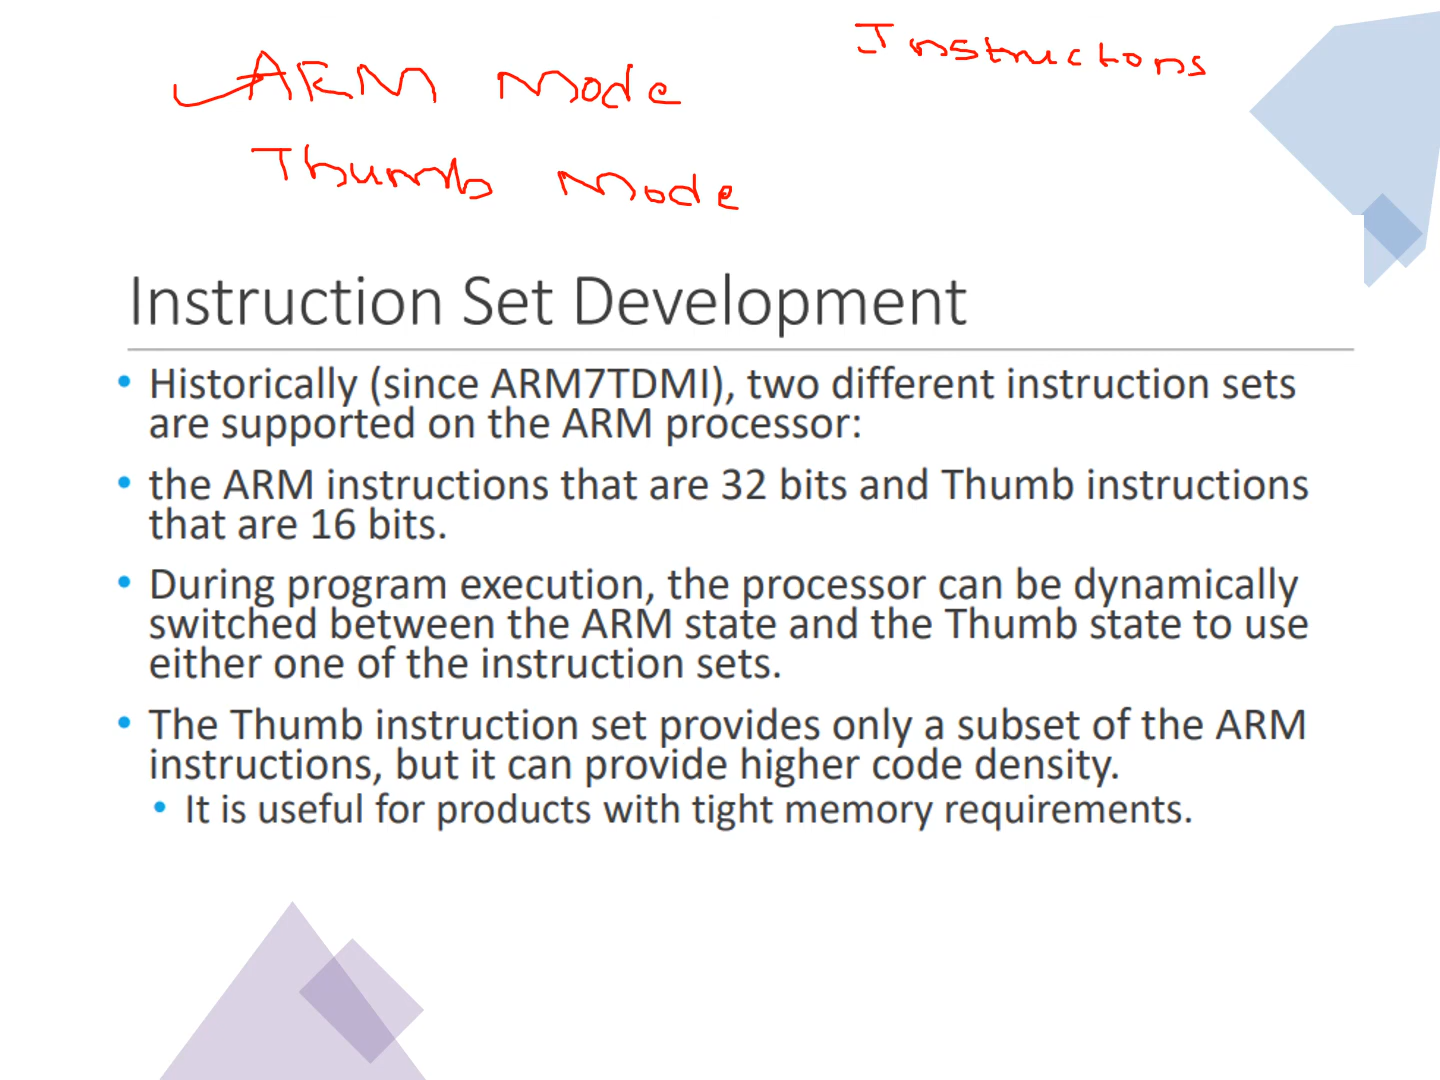 Instructons
ARM Mode
Thumb Mode
Instruction Set Development
• Historically (since ARM7TDMI), two different instruction sets
are supported on the ARM processor:
• the ARM instructions that are 32 bits and Thumb instructions
that are 16 bits.
• During program execution, the processor can be dynamically
switched between the ARM state and the Thumb state to use
either one of the instruction sets.
• The Thumb instruction set provides only a subset of the ARM
instructions, but it can provide higher code density.
• It is useful for products with tight memory requirements.